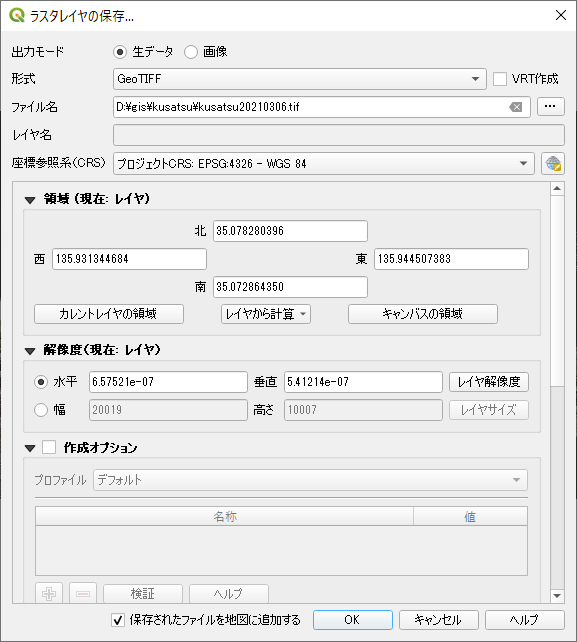 ラスタレイヤの保存...
出力モード 生データ 画像
形式 GeoTIFF VRT作成
ファイル名 D:¥gis¥kusatsu¥kusatsu20210306.tif ...
レイヤ名
座標参照系(CRS) プロジェクトCRS: EPSG:4326 - WGS 84
領域 (現在: レイヤ)
北 35.078280396
西 135.931344684 東 135.944507383
南 35.072864350
カレントレイヤの領域 レイヤから計算 キャンバスの領域
解像度(現在: レイヤ)
水平 6.57521e-07 垂直 5.41214e-07 レイヤ解像度
幅 20019 高さ 10007 レイヤサイズ
作成オプション
プロファイル デフォルト
名称 値
検証 ヘルプ
保存されたファイルを地図に追加する OK キャンセル ヘルプ